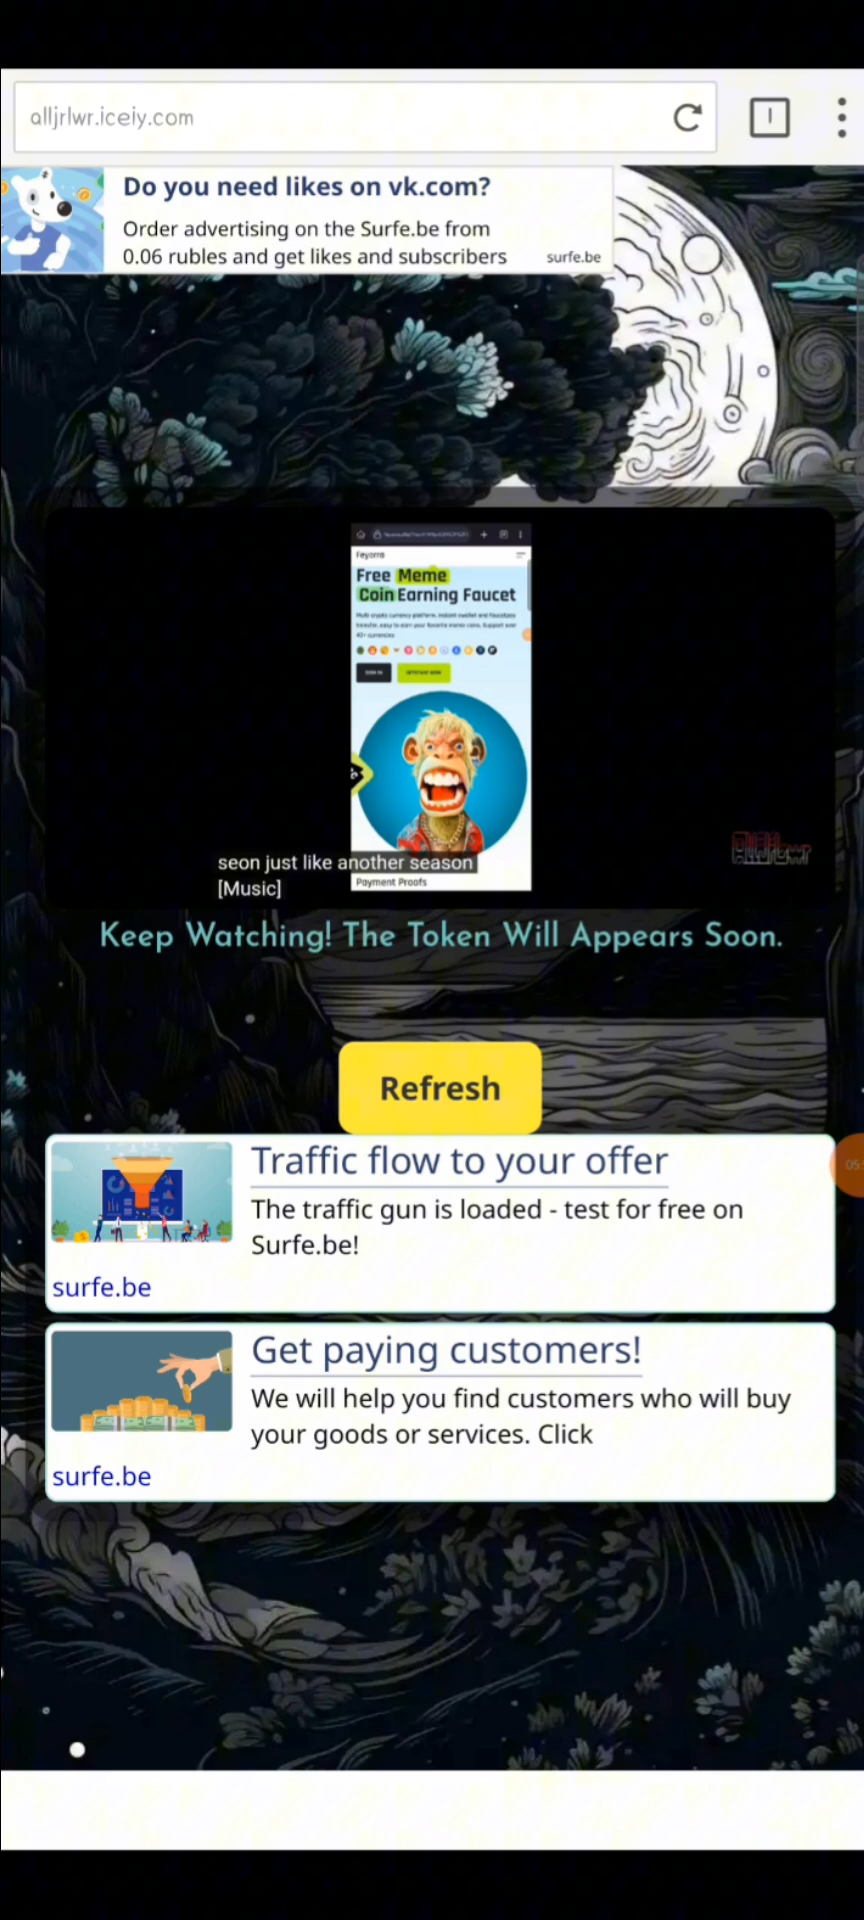 alljrlwr.iceiy.com
Do you need likes on vk.com?
Order advertising on the Surfe.be from
0.06 rubles and get likes and subscribers
surfe.be
Feyorra
Free Meme
Coin Earning Faucet
SIGN IN
seon just like another season
[Music]
Payment Proofs
Keep Watching! The Token Will Appears Soon.
Refresh
Traffic flow to your offer
The traffic gun is loaded - test for free on
Surfe.be!
surfe.be
Get paying customers!
We will help you find customers who will buy
your goods or services. Click
surfe.be